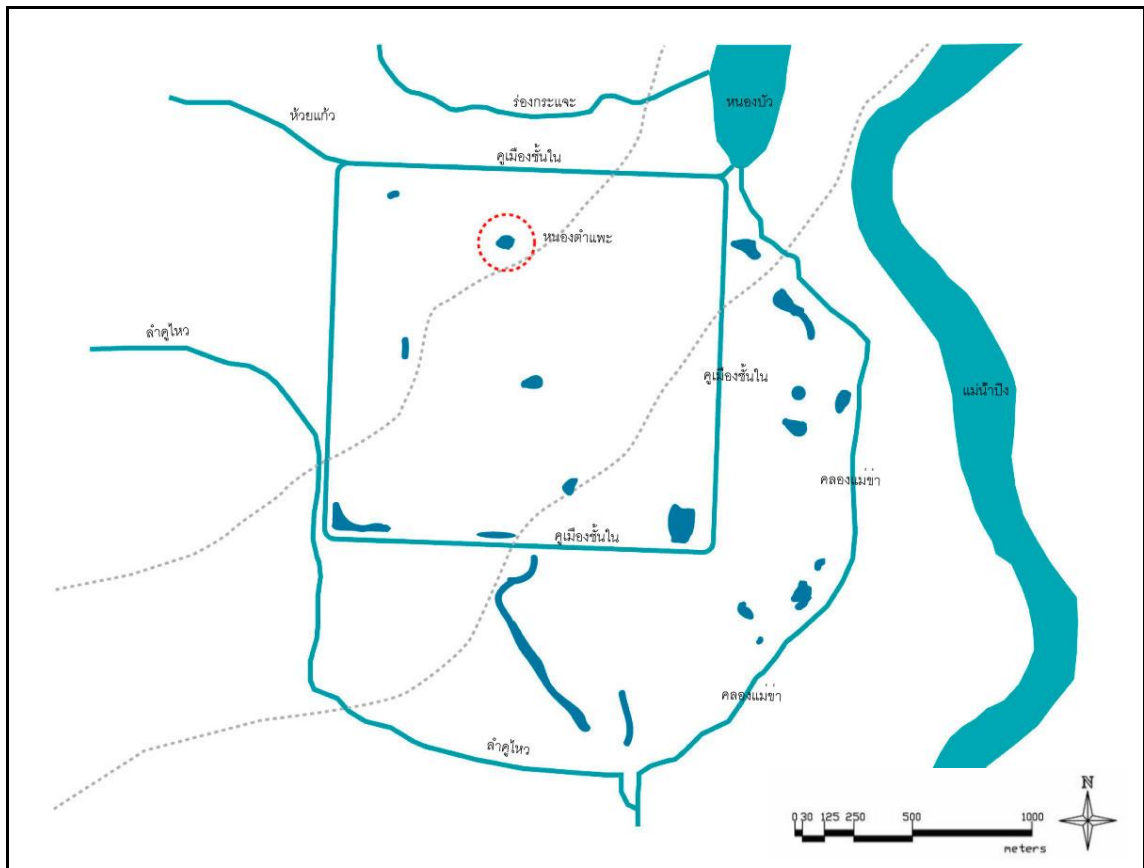 ร่องกระแจะ
หนองบัว
ห้วยแก้ว
คูเมืองชั้นใน
หนองตำแพะ
ลำคูไหว
คูเมืองชั้นใน
แม่น้ำปิง
คลองแม่ข่า
คูเมืองชั้นใน
คลองแม่ข่า
ลำคูไหว
N
0 30 125 250 500 1000
meters